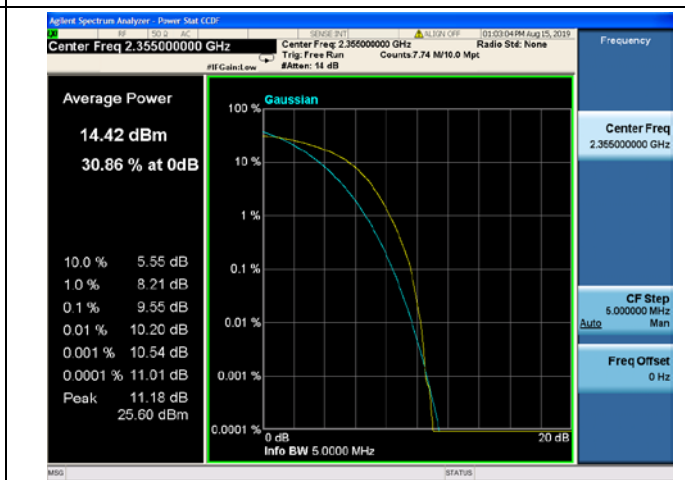 Agilent Spectrum Analyzer - Power Stat CCDF
RF 50 Ω AC SENSE:INT ALIGN OFF 01:03:04 PM Aug 15, 2019
Center Freq 2.355000000 GHz
Center Freq: 2.355000000 GHz Radio Std: None
Trig: Free Run Counts:7.74 M/10.0 Mpt
#IFGain:Low #Atten: 14 dB
Frequency
Average Power
14.42 dBm
30.86 % at 0dB
10.0 % 5.55 dB
1.0 % 8.21 dB
0.1 % 9.55 dB
0.01 % 10.20 dB
0.001 % 10.54 dB
0.0001 % 11.01 dB
Peak 11.18 dB
25.60 dBm
Gaussian
100 %
10 %
1 %
0.1 %
0.01 %
0.001 %
0.0001 %
0 dB 20 dB
Info BW 5.0000 MHz
Center Freq
2.355000000 GHz
CF Step
5.000000 MHz
Auto Man
Freq Offset
0 Hz
MSG STATUS